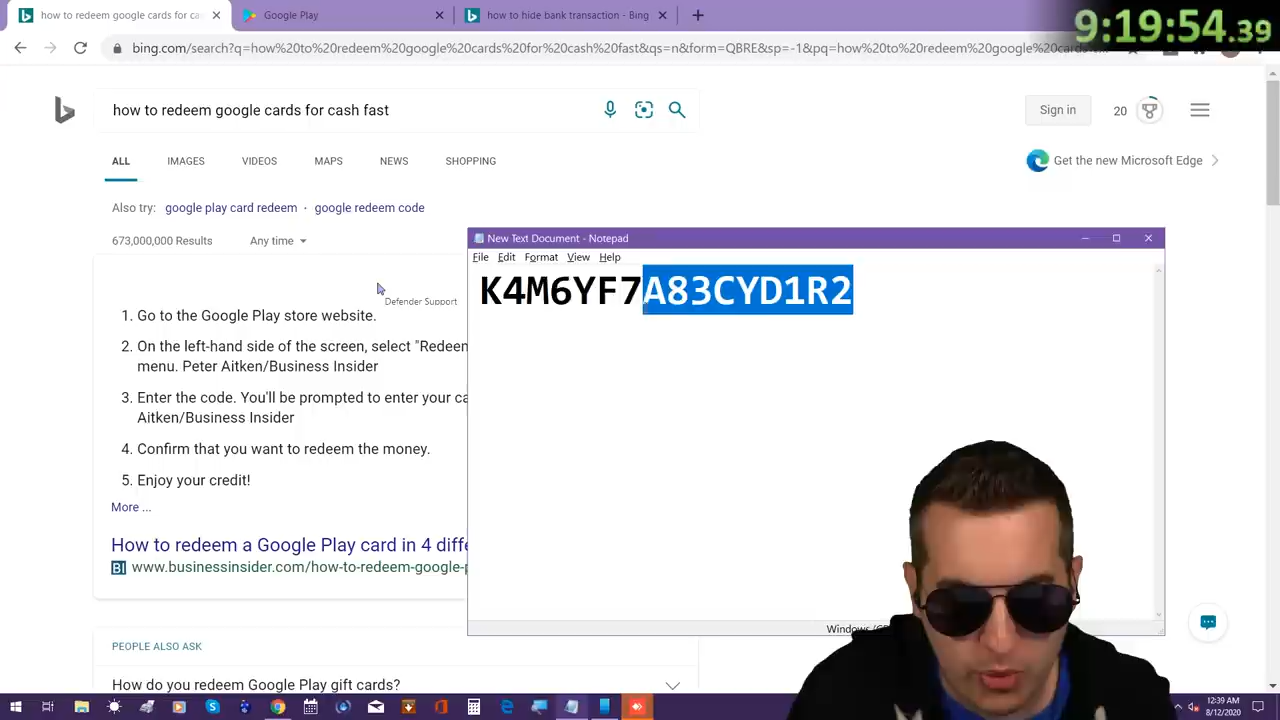 9:19:54.39
how to redeem google cards for ca
Google Play
how to hide bank transaction - Bing
bing.com/search?q=how%20to%20redeem%20google%20cards%20for%20cash%20fast&qs=n&form=QBRE&sp=-1&pq=how%20to%20redeem%20google%20cards%
how to redeem google cards for cash fast
Sign in
20
ALL
IMAGES
VIDEOS
MAPS
NEWS
SHOPPING
Get the new Microsoft Edge
Also try: google play card redeem · google redeem code
673,000,000 Results
Any time
New Text Document - Notepad
File Edit Format View Help
K4M6YF7A83CYD1R2
Defender Support
1. Go to the Google Play store website.
2. On the left-hand side of the screen, select "Redeem
menu. Peter Aitken/Business Insider
3. Enter the code. You'll be prompted to enter your ca
Aitken/Business Insider
4. Confirm that you want to redeem the money.
5. Enjoy your credit!
More ...
How to redeem a Google Play card in 4 diffe
BI www.businessinsider.com/how-to-redeem-google-p
Windows
PEOPLE ALSO ASK
How do you redeem Google Play gift cards?
12:39 AM
8/12/2020